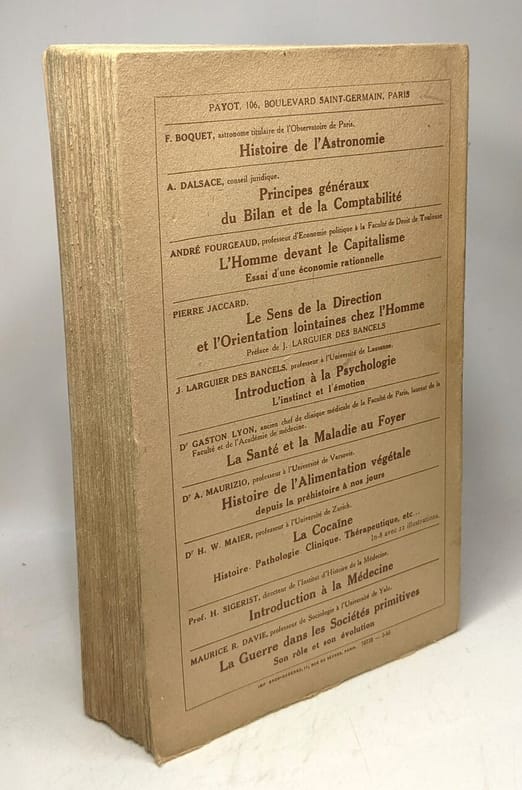 PAYOT, 106, BOULEVARD SAINT-GERMAIN, PARIS
F. BOQUET, astronome titulaire de l'Observatoire de Paris.
Histoire de l'Astronomie
A. DALSACE, conseil juridique.
Principes généraux
du Bilan et de la Comptabilité
ANDRÉ FOURGEAUD, professeur d'Economie politique à la Faculté de Droit de Toulouse
L'Homme devant le Capitalisme
Essai d'une économie rationnelle
PIERRE JACCARD.
Le Sens de la Direction
et l'Orientation lointaines chez l'Homme
Préface de J. LARGUIER DES BANCELS
J. LARGUIER DES BANCELS, professeur à l'Université de Lausanne.
Introduction à la Psychologie
L'instinct et l'émotion
Dr GASTON LYON, ancien chef de clinique médicale de la Faculté de Paris, lauréat de la
Faculté et de l'Académie de médecine.
La Santé et la Maladie au Foyer
Dr A. MAURIZIO, professeur à l'Université de Varsovie.
Histoire de l'Alimentation végétale
depuis la préhistoire à nos jours
Dr H. W. MAIER, professeur à l'Université de Zurich.
La Cocaïne
Histoire. Pathologie Clinique. Thérapeutique, etc...
In-8 avec 22 illustrations.
Prof. H. SIGERIST, directeur de l'Institut d'Histoire de la Médecine.
Introduction à la Médecine
MAURICE R. DAVIE, professeur de Sociologie à l'Université de Yale.
La Guerre dans les Sociétés primitives
Son rôle et son évolution